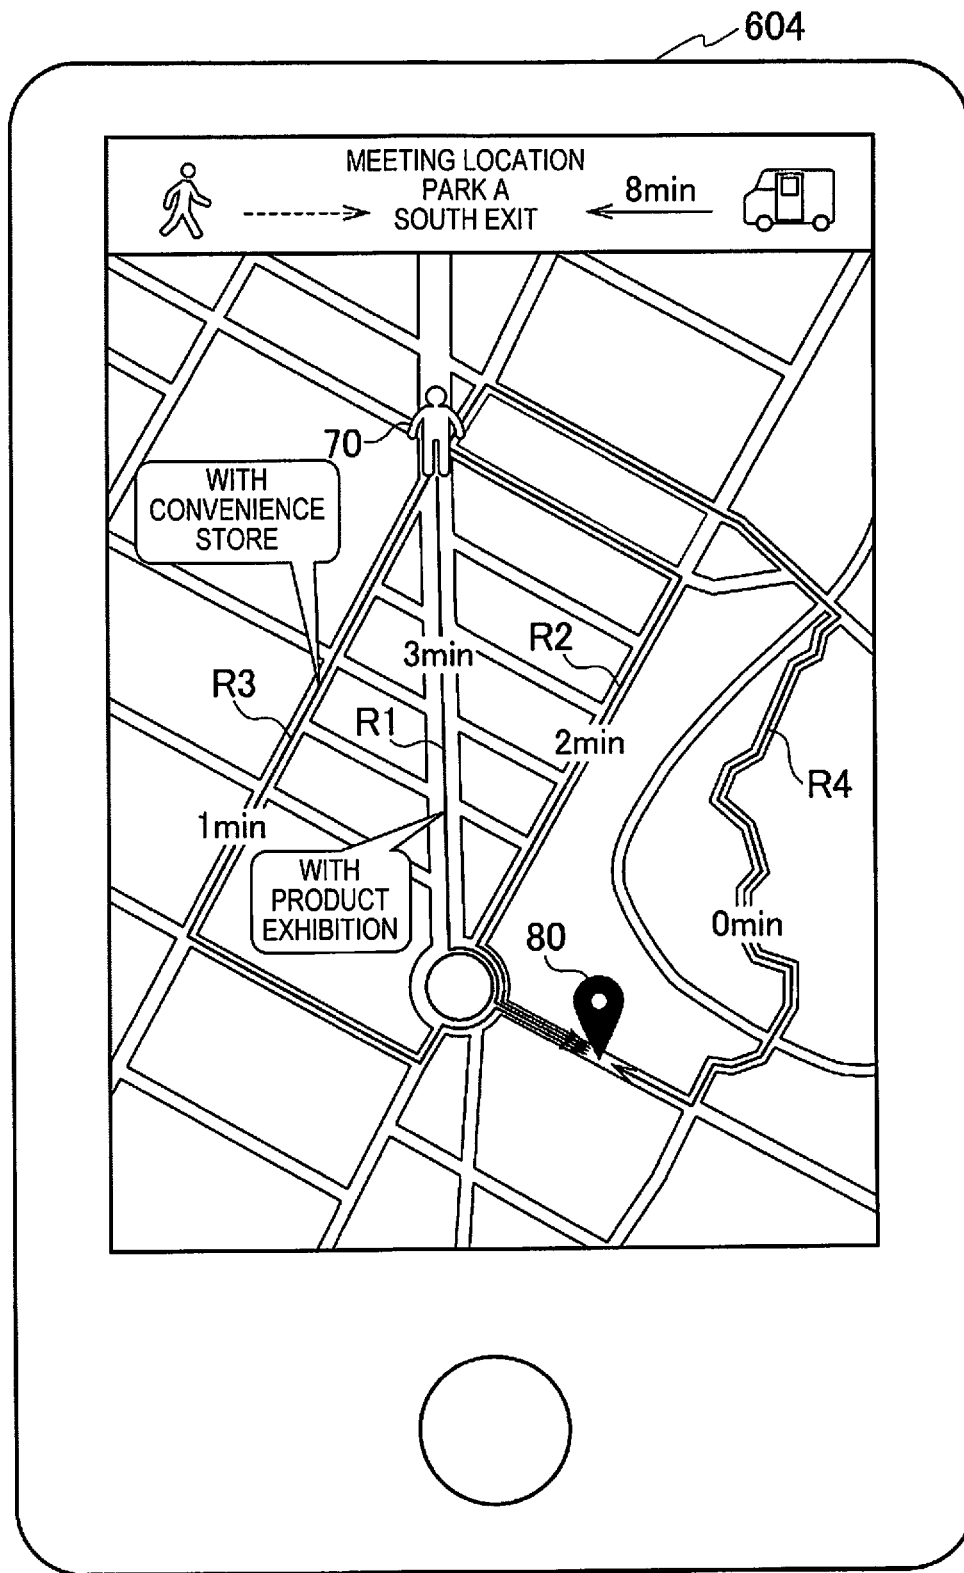 604
MEETING LOCATION
PARK A
SOUTH EXIT
8min
70
WITH
CONVENIENCE
STORE
3min
R2
R3
R1
2min
R4
1min
WITH
PRODUCT
EXHIBITION
0min
80